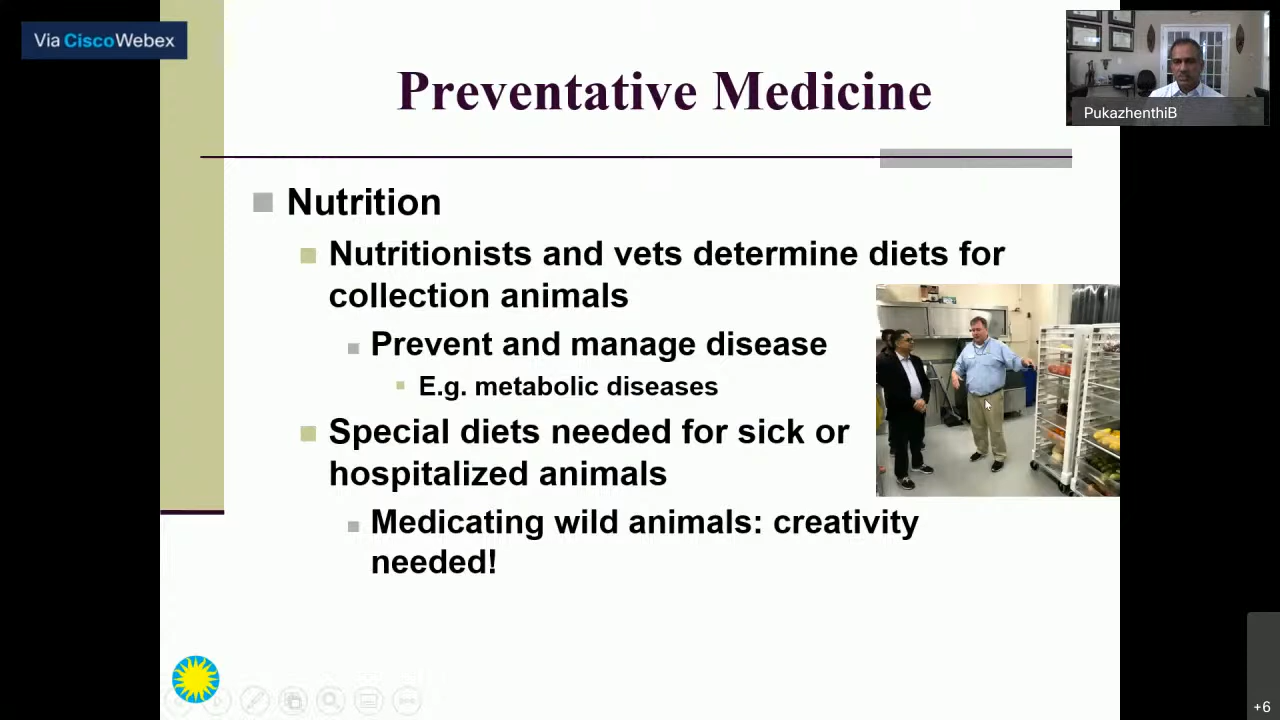 Via CiscoWebex
Preventative Medicine
PukazhenthiB
Nutrition
Nutritionists and vets determine diets for
collection animals
Prevent and manage disease
E.g. metabolic diseases
Special diets needed for sick or
hospitalized animals
Medicating wild animals: creativity
needed!
+6